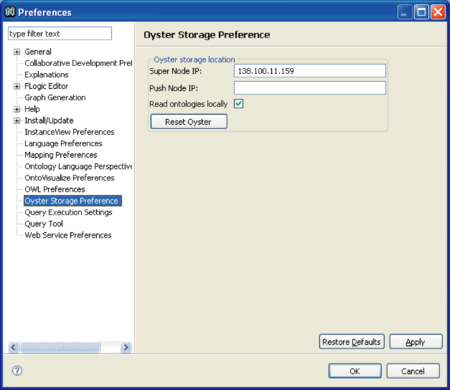 Preferences
type filter text
Oyster Storage Preference
General
Collaborative Development Prel
Explanations
FLogic Editor
Graph Generation
Help
Install/Update
InstanceView Preferences
Language Preferences
Mapping Preferences
Ontology Language Perspective
OntoVisualize Preferences
OWL Preferences
Oyster Storage Preference
Query Execution Settings
Query Tool
Web Service Preferences
Oyster storage location
Super Node IP: 138.100.11.159
Push Node IP:
Read ontologies locally
Reset Oyster
Restore Defaults Apply
? OK Cancel